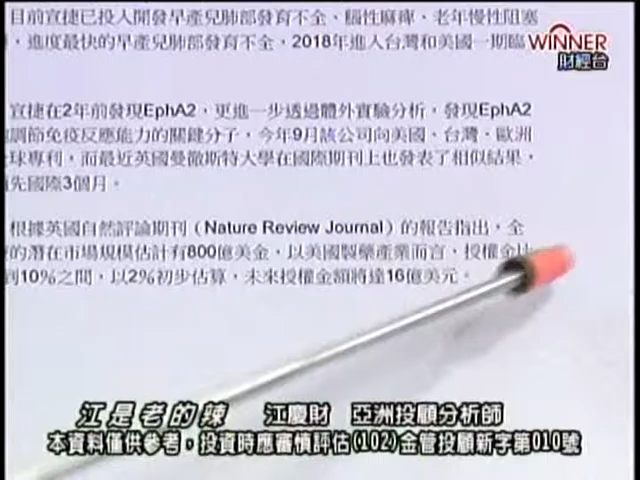 目前宣捷已投入開發早產兒肺部發育不全、腦性麻痺、老年慢性阻塞
，進度最快的早產兒肺部發育不全，2018年進入台灣和美國一期臨
WINNER
財經台
宣捷在2年前發現EphA2，更進一步透過體外實驗分析，發現EphA2
調節免疫反應能力的關鍵分子，今年9月該公司向美國、台灣、歐洲
球專利，而最近英國曼徹斯特大學在國際期刊上也發表了相似結果，
先國際3個月。
根據英國自然評論期刊（Nature Review Journal）的報告指出，全
的潛在市場規模估計有800億美金，以美國製藥產業而言，授權金比
到10%之間，以2%初步估算，未來授權金額將達16億美元。
江是老的辣 江慶財 亞洲投顧分析師
本資料僅供參考，投資時應審慎評估(102)金管投顧新字第010號